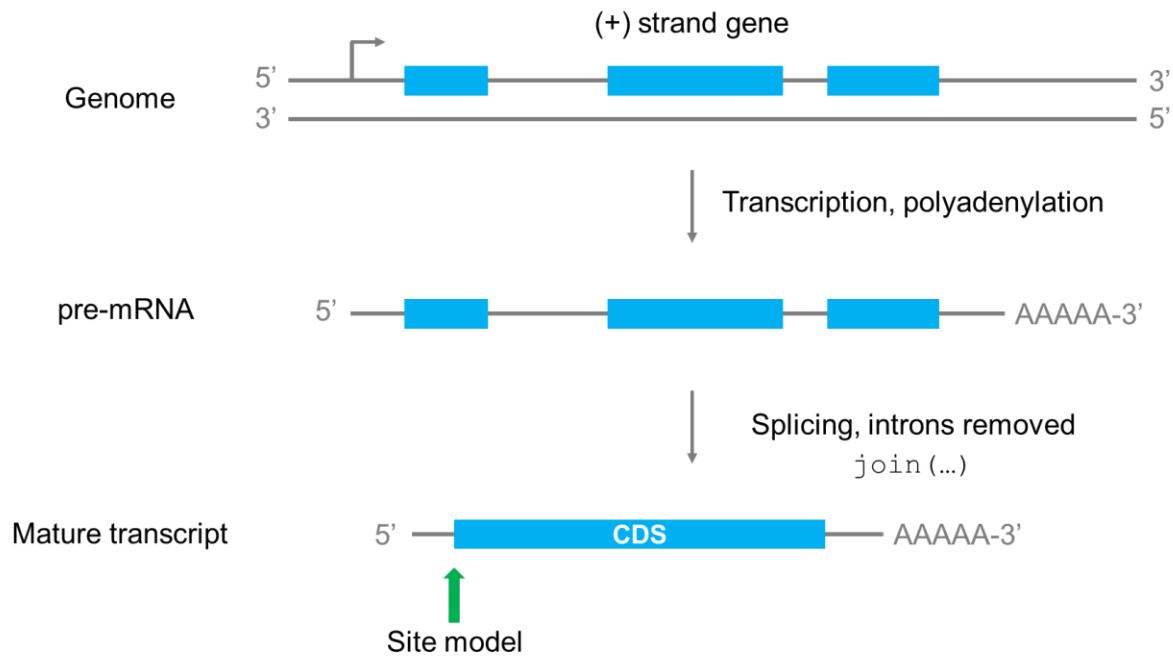 (+) strand gene
5’
3’
Genome
3’
5’
Transcription, polyadenylation
pre-mRNA
5’
AAAAA-3’
Splicing, introns removed
join(…)
Mature transcript
5’
CDS
AAAAA-3’
Site model